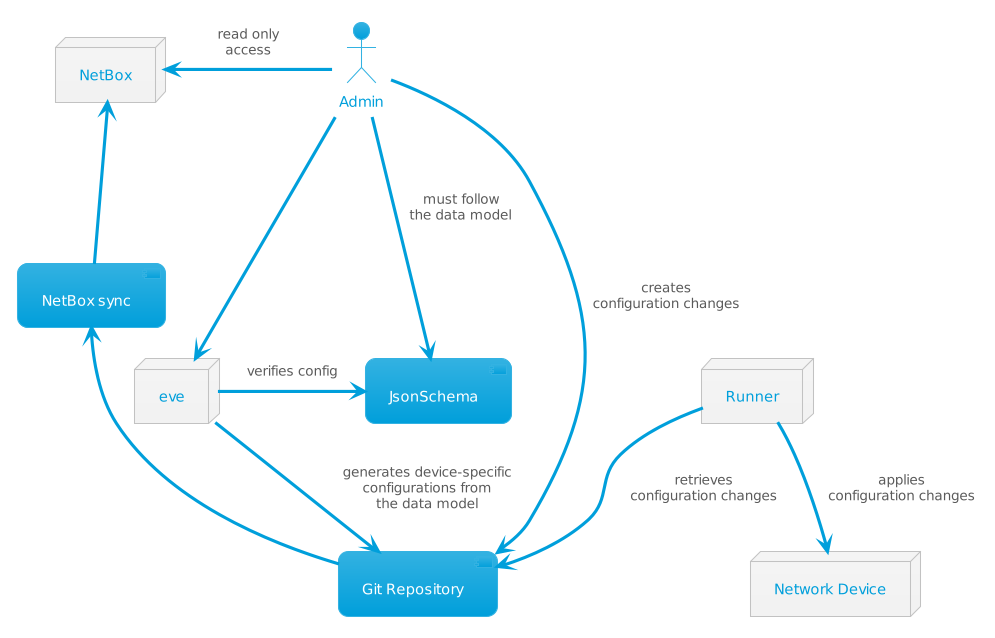 read only
access
NetBox
Admin
must follow
the data model
creates
configuration changes
NetBox sync
verifies config
eve
JsonSchema
Runner
generates device-specific
configurations from
the data model
retrieves
configuration changes
applies
configuration changes
Git Repository
Network Device